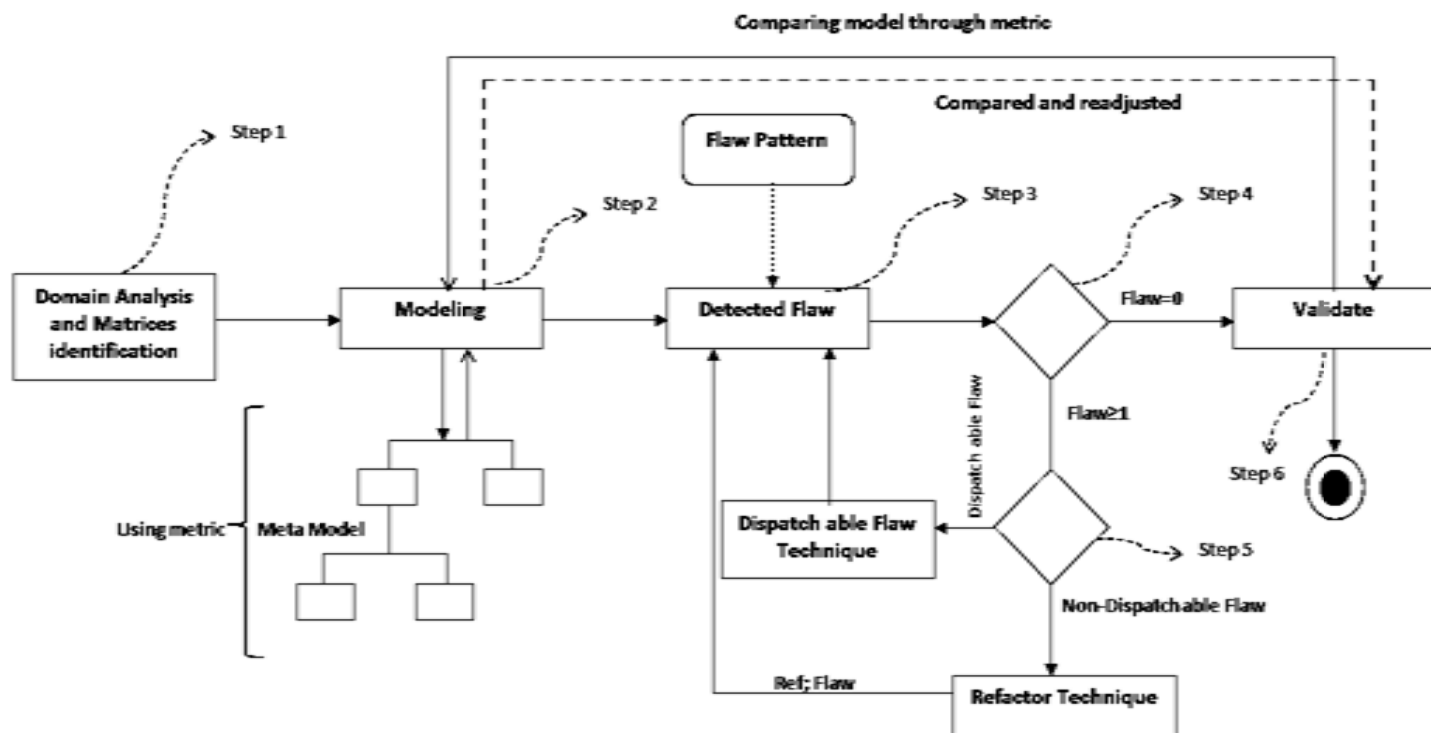 Comparing model through metric
Compared and readjusted
Step 1
Flaw Pattern
Step 2
Step 3
Step 4
Domain Analysis
and Matrices
identification
Modeling
Detected Flaw
Flaw=0
Validate
Dispatch able Flaw
Flaw≥1
Step 6
Using metric
Meta Model
Dispatch able Flaw
Technique
Step 5
Non-Dispatchable Flaw
Ref; Flaw
Refactor Technique